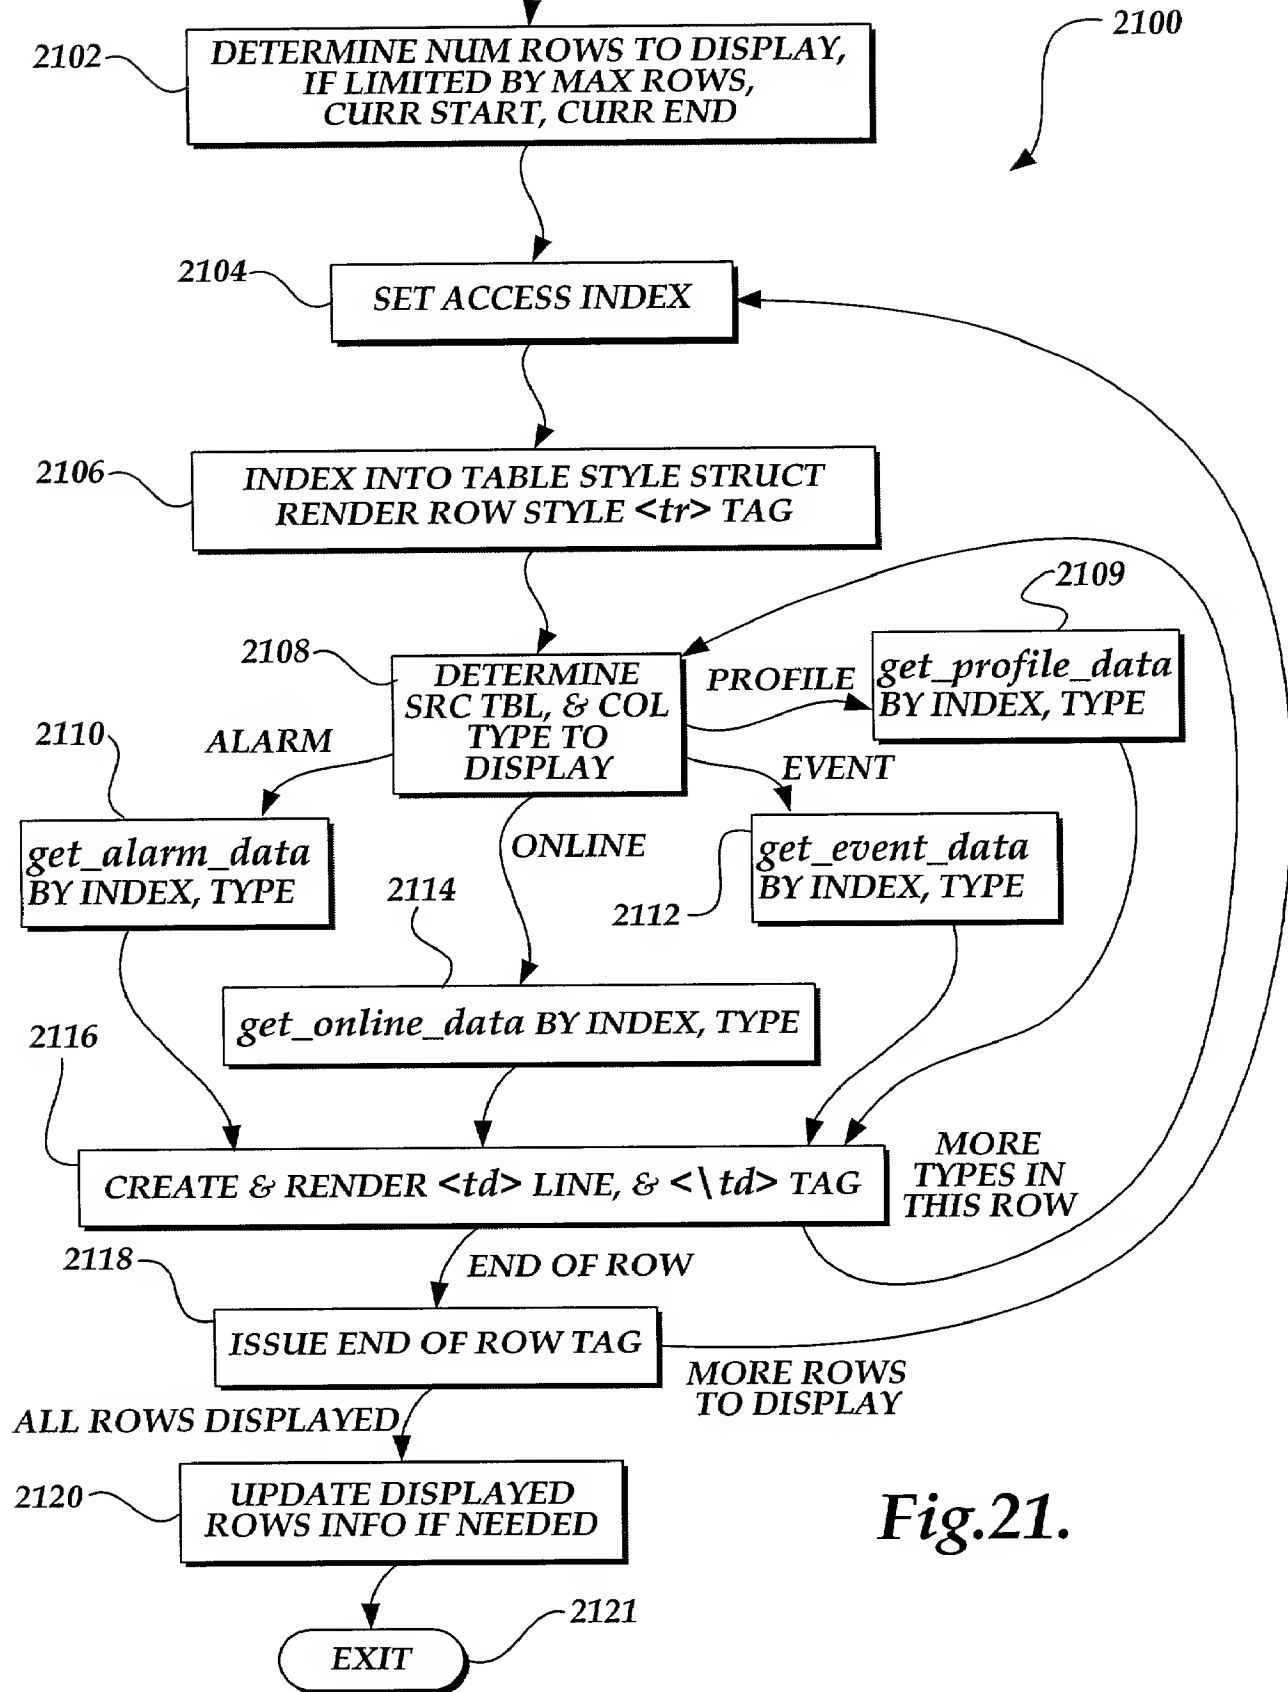 2100
2102
DETERMINE NUM ROWS TO DISPLAY,
IF LIMITED BY MAX ROWS,
CURR START, CURR END
2104
SET ACCESS INDEX
2106
INDEX INTO TABLE STYLE STRUCT
RENDER ROW STYLE <tr> TAG
2108
DETERMINE
SRC TBL, & COL
TYPE TO
DISPLAY
PROFILE
2109
get_profile_data
BY INDEX, TYPE
2110
ALARM
get_alarm_data
BY INDEX, TYPE
EVENT
2112
get_event_data
BY INDEX, TYPE
ONLINE
2114
get_online_data BY INDEX, TYPE
2116
CREATE & RENDER <td> LINE, & <\td> TAG
MORE
TYPES IN
THIS ROW
END OF ROW
2118
ISSUE END OF ROW TAG
MORE ROWS
TO DISPLAY
ALL ROWS DISPLAYED
2120
UPDATE DISPLAYED
ROWS INFO IF NEEDED
2121
EXIT
Fig.21.